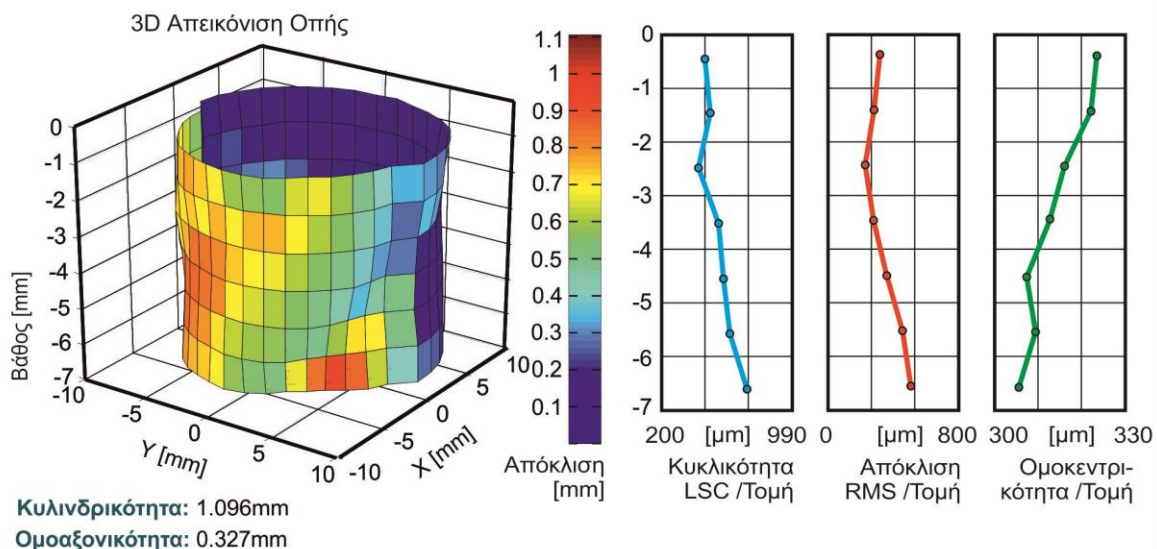 3D Απεικόνιση Οπής
0
-1
-2
-3
-4
-5
-6
-7
Βάθος [mm]
-10
-5
0
5
10
Y [mm]
-10
-5
0
5
10
X [mm]
1.1
1
0.9
0.8
0.7
0.6
0.5
0.4
0.3
0.2
0.1
Απόκλιση
[mm]
0
-1
-2
-3
-4
-5
-6
-7
200 [μm] 990
Κυκλικότητα
LSC /Τομή
0 [μm] 800
Απόκλιση
RMS /Τομή
300 [μm] 330
Ομοκεντρι-
κότητα /Τομή
Κυλινδρικότητα: 1.096mm
Ομοαξονικότητα: 0.327mm